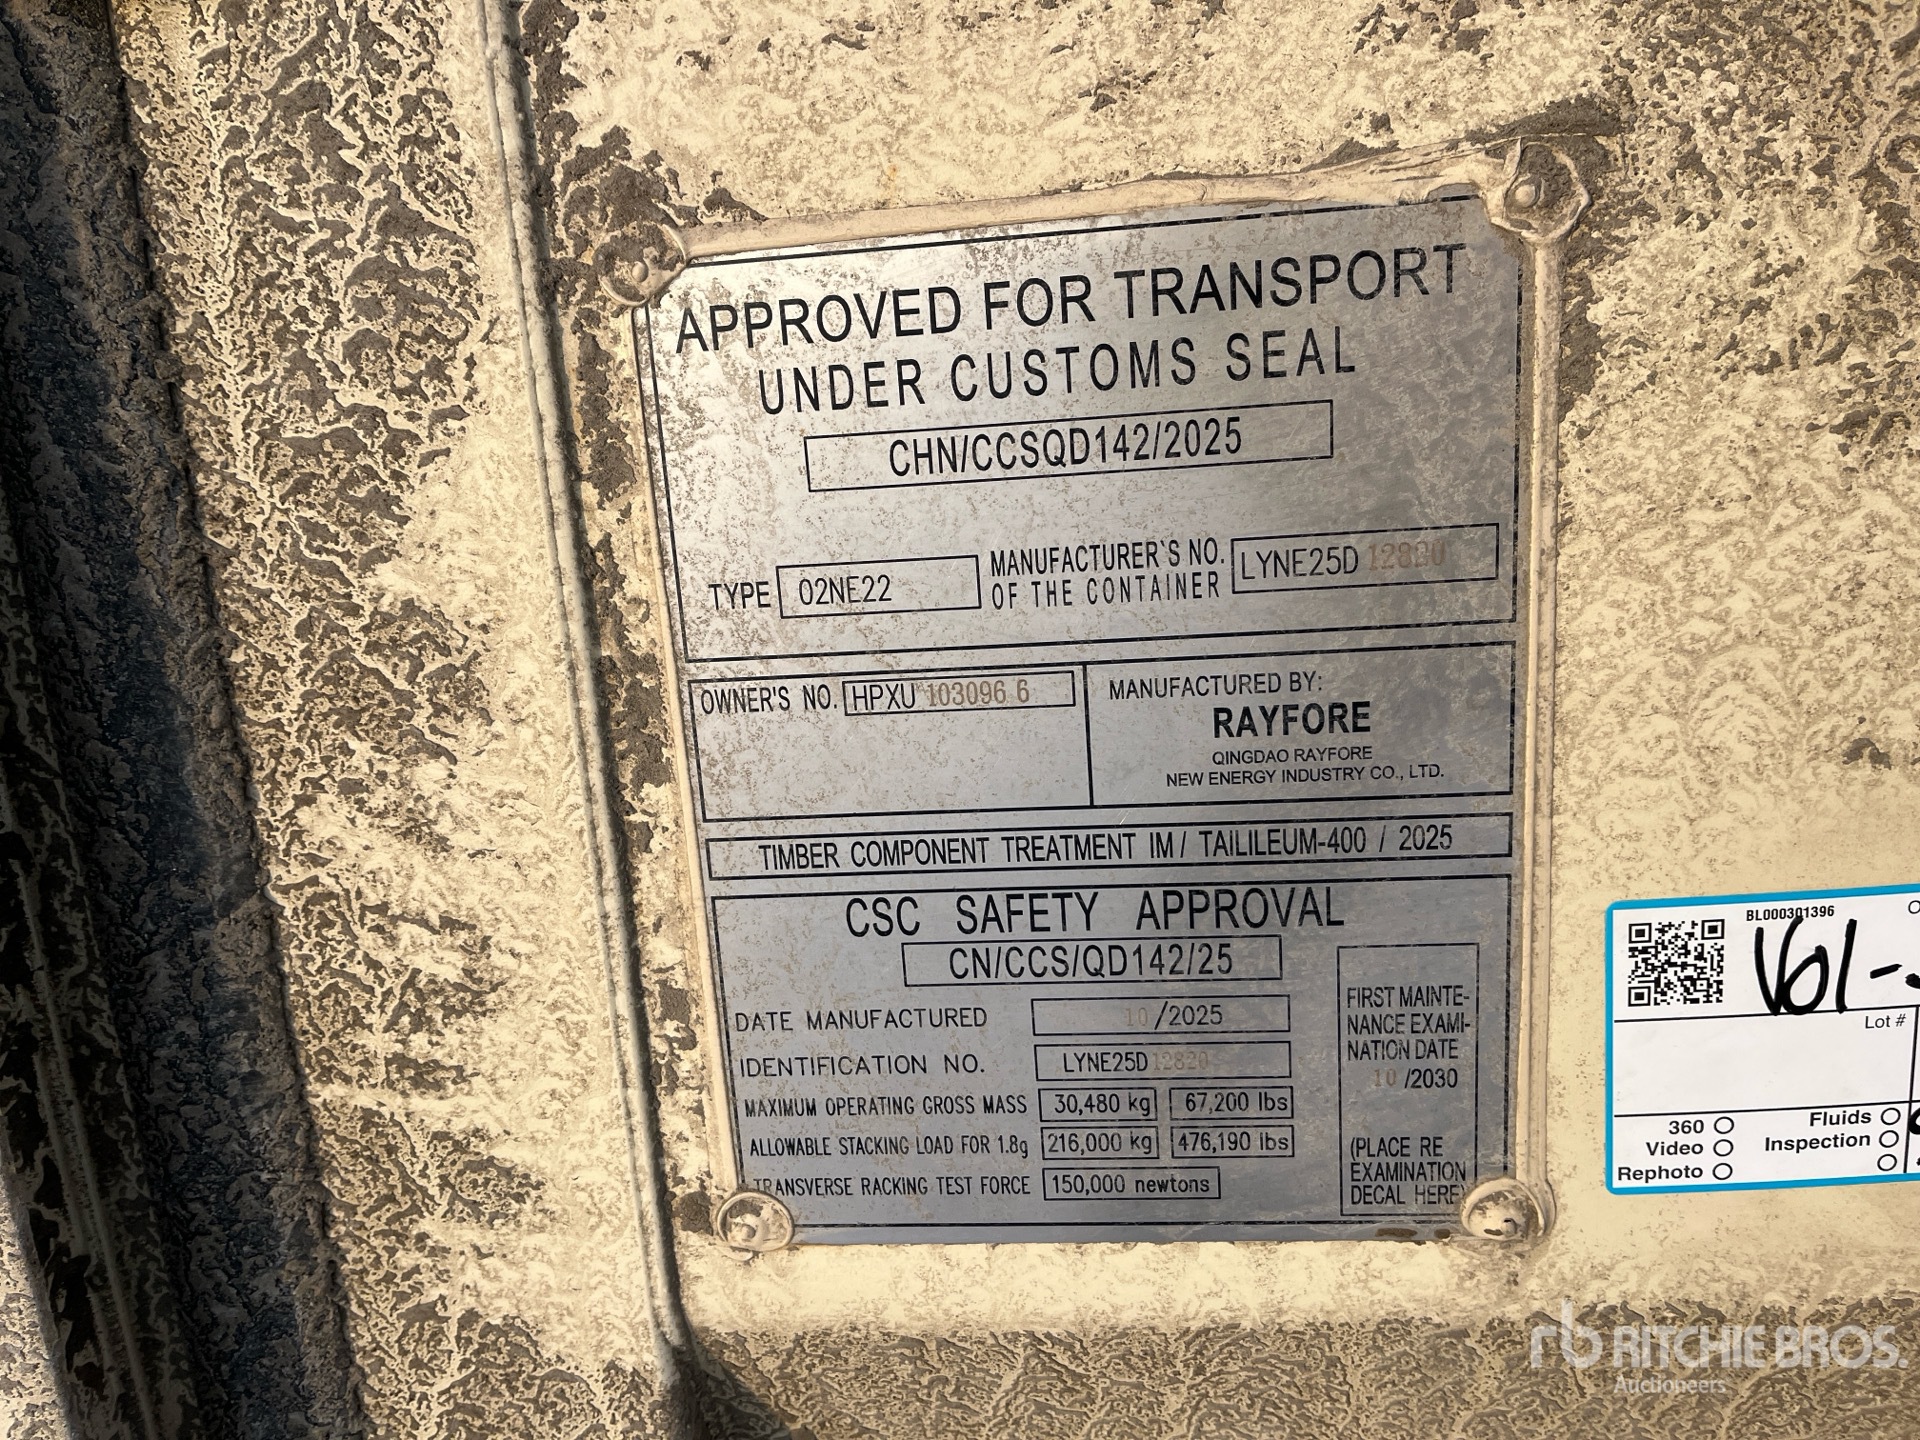 APPROVED FOR TRANSPORT
UNDER CUSTOMS SEAL
CHN/CCSQD142/2025
TYPE 02NE22 MANUFACTURER'S NO. OF THE CONTAINER LYNE25D 12820
OWNER'S NO. HPXU 103096 6
MANUFACTURED BY:
RAYFORE
QINGDAO RAYFORE
NEW ENERGY INDUSTRY CO., LTD.
TIMBER COMPONENT TREATMENT IM / TAILILEUM-400 / 2025
CSC SAFETY APPROVAL
CN/CCS/QD142/25
DATE MANUFACTURED 10/2025
IDENTIFICATION NO. LYNE25D12820
MAXIMUM OPERATING GROSS MASS 30,480 kg 67,200 lbs
ALLOWABLE STACKING LOAD FOR 1.8g 216,000 kg 476,190 lbs
TRANSVERSE RACKING TEST FORCE 150,000 newtons
FIRST MAINTE-
NANCE EXAMI-
NATION DATE
10 /2030
(PLACE RE
EXAMINATION
DECAL HERE)
BL000301396
V61-
Lot #
360
Video
Rephoto
Fluids
Inspection
rb RITCHIE BROS.
Auctioneers